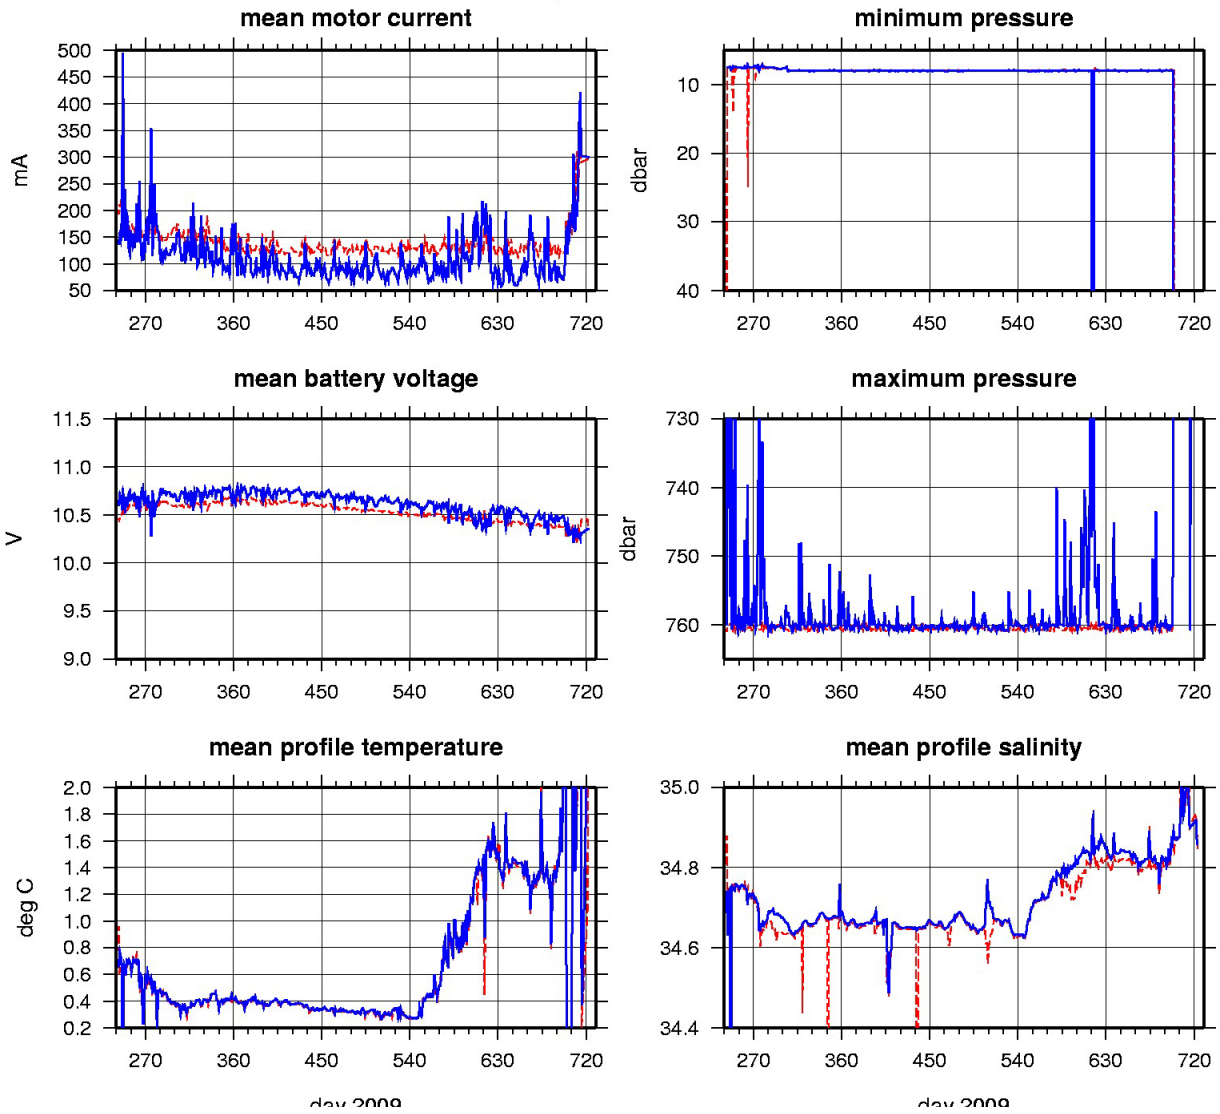 mean motor current
500
450
400
350
300
250
200
150
100
50
mA
270 360 450 540 630 720
minimum pressure
10
20
30
40
dbar
270 360 450 540 630 720
mean battery voltage
11.5
11.0
10.5
10.0
9.5
9.0
V
270 360 450 540 630 720
maximum pressure
730
740
750
760
dbar
270 360 450 540 630 720
mean profile temperature
2.0
1.8
1.6
1.4
1.2
1.0
0.8
0.6
0.4
0.2
deg C
270 360 450 540 630 720
day 2009
mean profile salinity
35.0
34.8
34.6
34.4
270 360 450 540 630 720
day 2009